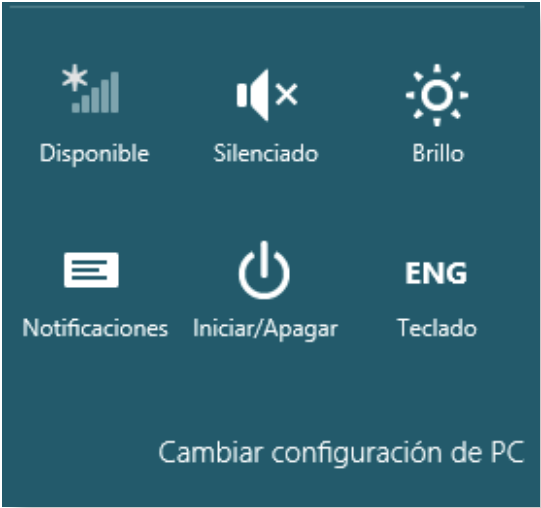 Disponible
Silenciado
Brillo
ENG
Notificaciones
Iniciar/Apagar
Teclado
Cambiar configuración de PC